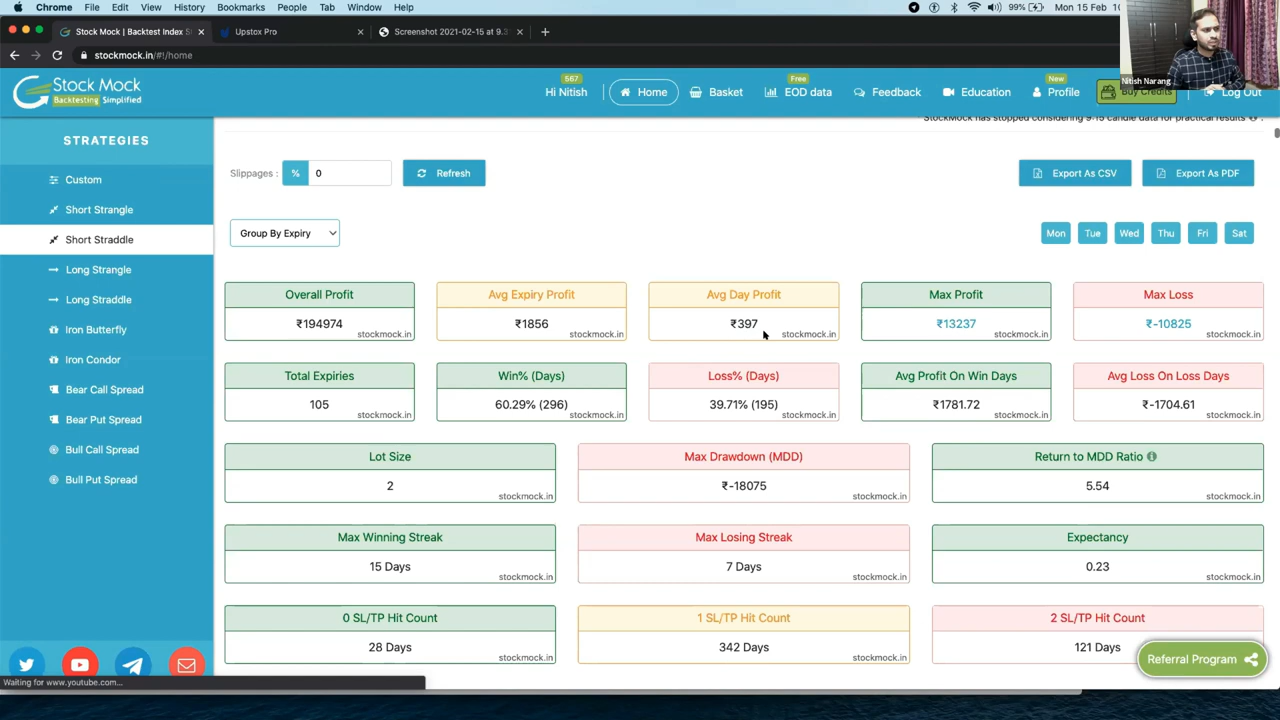 Chrome File Edit View History Bookmarks People Tab Window Help
99% Mon 15 Feb
Stock Mock | Backtest Index S
Upstox Pro
Screenshot 2021-02-15 at 9.3
stockmock.in/#!/home
Nitish Narang
Stock Mock
Backtesting Simplified
567
Hi Nitish
Home
Basket
Free
EOD data
Feedback
Education
New
Profile
Buy Credits
Log Out
StockMock has stopped considering 9:15 candle data for practical results
STRATEGIES
Custom
Short Strangle
Short Straddle
Long Strangle
Long Straddle
Iron Butterfly
Iron Condor
Bear Call Spread
Bear Put Spread
Bull Call Spread
Bull Put Spread
Slippages : % 0 Refresh
Export As CSV Export As PDF
Group By Expiry
Mon Tue Wed Thu Fri Sat
Overall Profit
₹194974
stockmock.in
Avg Expiry Profit
₹1856
stockmock.in
Avg Day Profit
₹397
stockmock.in
Max Profit
₹13237
stockmock.in
Max Loss
₹-10825
stockmock.in
Total Expiries
105
stockmock.in
Win% (Days)
60.29% (296)
stockmock.in
Loss% (Days)
39.71% (195)
stockmock.in
Avg Profit On Win Days
₹1781.72
stockmock.in
Avg Loss On Loss Days
₹-1704.61
stockmock.in
Lot Size
2
stockmock.in
Max Drawdown (MDD)
₹-18075
stockmock.in
Return to MDD Ratio
5.54
stockmock.in
Max Winning Streak
15 Days
stockmock.in
Max Losing Streak
7 Days
stockmock.in
Expectancy
0.23
stockmock.in
0 SL/TP Hit Count
28 Days
stockmock.in
1 SL/TP Hit Count
342 Days
stockmock.in
2 SL/TP Hit Count
121 Days
Referral Program
Waiting for www.youtube.com...